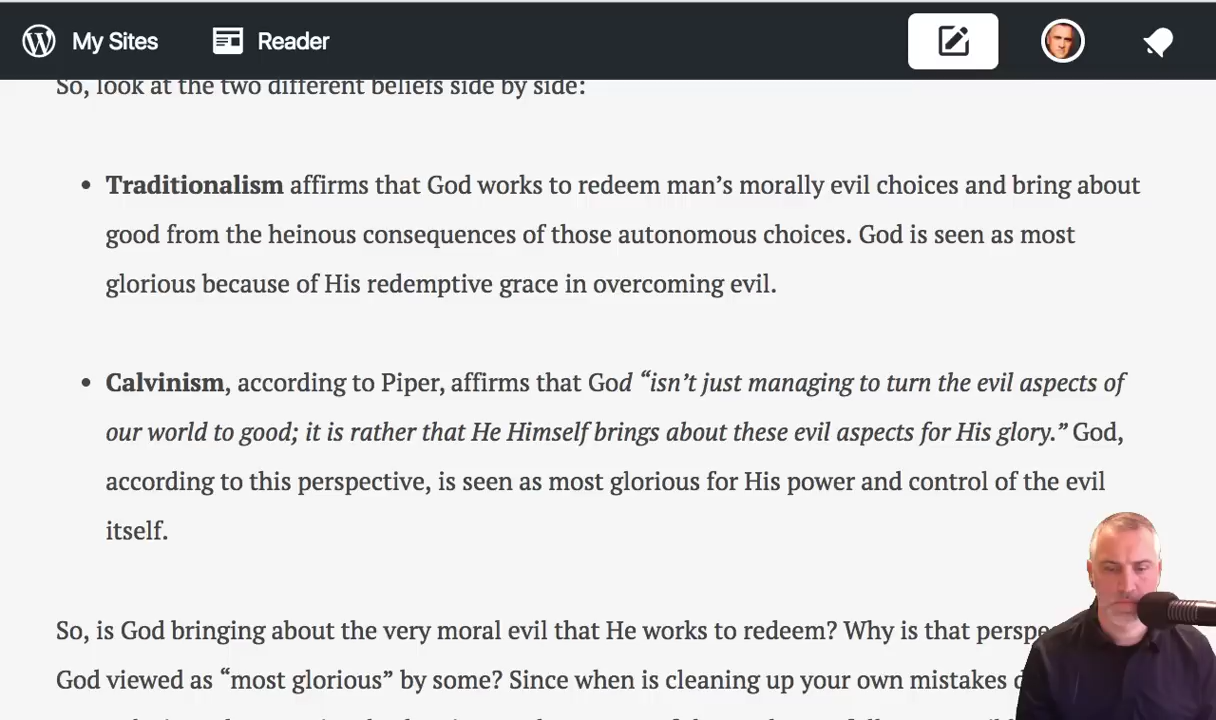 My Sites
Reader
So, look at the two different beliefs side by side:
• Traditionalism affirms that God works to redeem man’s morally evil choices and bring about
good from the heinous consequences of those autonomous choices. God is seen as most
glorious because of His redemptive grace in overcoming evil.
• Calvinism, according to Piper, affirms that God “isn’t just managing to turn the evil aspects of
our world to good; it is rather that He Himself brings about these evil aspects for His glory.” God,
according to this perspective, is seen as most glorious for His power and control of the evil
itself.
So, is God bringing about the very moral evil that He works to redeem? Why is that
God viewed as “most glorious” by some? Since when is cleaning up your own mistakes